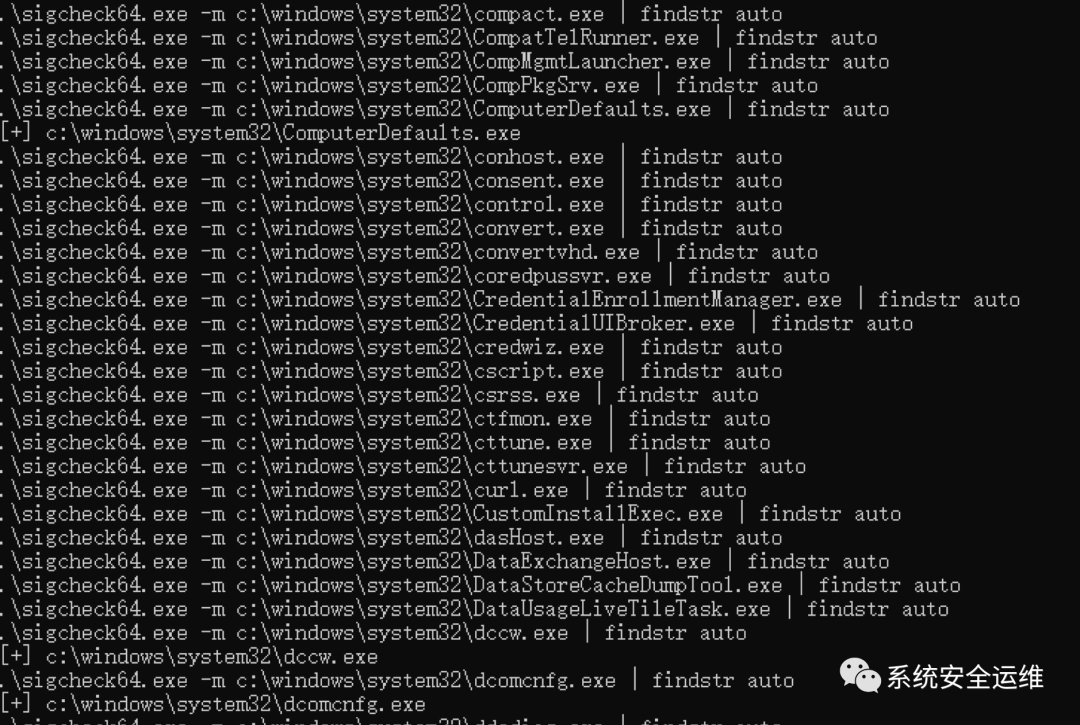 .\sigcheck64.exe -m c:\windows\system32\compact.exe | findstr auto
.\sigcheck64.exe -m c:\windows\system32\CompatTelRunner.exe | findstr auto
.\sigcheck64.exe -m c:\windows\system32\CompMgmtLauncher.exe | findstr auto
.\sigcheck64.exe -m c:\windows\system32\CompPkgSrv.exe | findstr auto
.\sigcheck64.exe -m c:\windows\system32\ComputerDefaults.exe | findstr auto
[+] c:\windows\system32\ComputerDefaults.exe
.\sigcheck64.exe -m c:\windows\system32\conhost.exe | findstr auto
.\sigcheck64.exe -m c:\windows\system32\consent.exe | findstr auto
.\sigcheck64.exe -m c:\windows\system32\control.exe | findstr auto
.\sigcheck64.exe -m c:\windows\system32\convert.exe | findstr auto
.\sigcheck64.exe -m c:\windows\system32\convertvhd.exe | findstr auto
.\sigcheck64.exe -m c:\windows\system32\coredpussvr.exe | findstr auto
.\sigcheck64.exe -m c:\windows\system32\CredentialEnrollmentManager.exe | findstr auto
.\sigcheck64.exe -m c:\windows\system32\CredentialUIBroker.exe | findstr auto
.\sigcheck64.exe -m c:\windows\system32\credwiz.exe | findstr auto
.\sigcheck64.exe -m c:\windows\system32\cscript.exe | findstr auto
.\sigcheck64.exe -m c:\windows\system32\csrss.exe | findstr auto
.\sigcheck64.exe -m c:\windows\system32\ctfmon.exe | findstr auto
.\sigcheck64.exe -m c:\windows\system32\cttune.exe | findstr auto
.\sigcheck64.exe -m c:\windows\system32\cttunesvr.exe | findstr auto
.\sigcheck64.exe -m c:\windows\system32\curl.exe | findstr auto
.\sigcheck64.exe -m c:\windows\system32\CustomInstallExec.exe | findstr auto
.\sigcheck64.exe -m c:\windows\system32\dasHost.exe | findstr auto
.\sigcheck64.exe -m c:\windows\system32\DataExchangeHost.exe | findstr auto
.\sigcheck64.exe -m c:\windows\system32\DataStoreCacheDumpTool.exe | findstr auto
.\sigcheck64.exe -m c:\windows\system32\DataUsageLiveTileTask.exe | findstr auto
.\sigcheck64.exe -m c:\windows\system32\dccw.exe | findstr auto
[+] c:\windows\system32\dccw.exe
.\sigcheck64.exe -m c:\windows\system32\dcomcnfg.exe | findstr auto
系统安全运维
[+] c:\windows\system32\dcomcnfg.exe